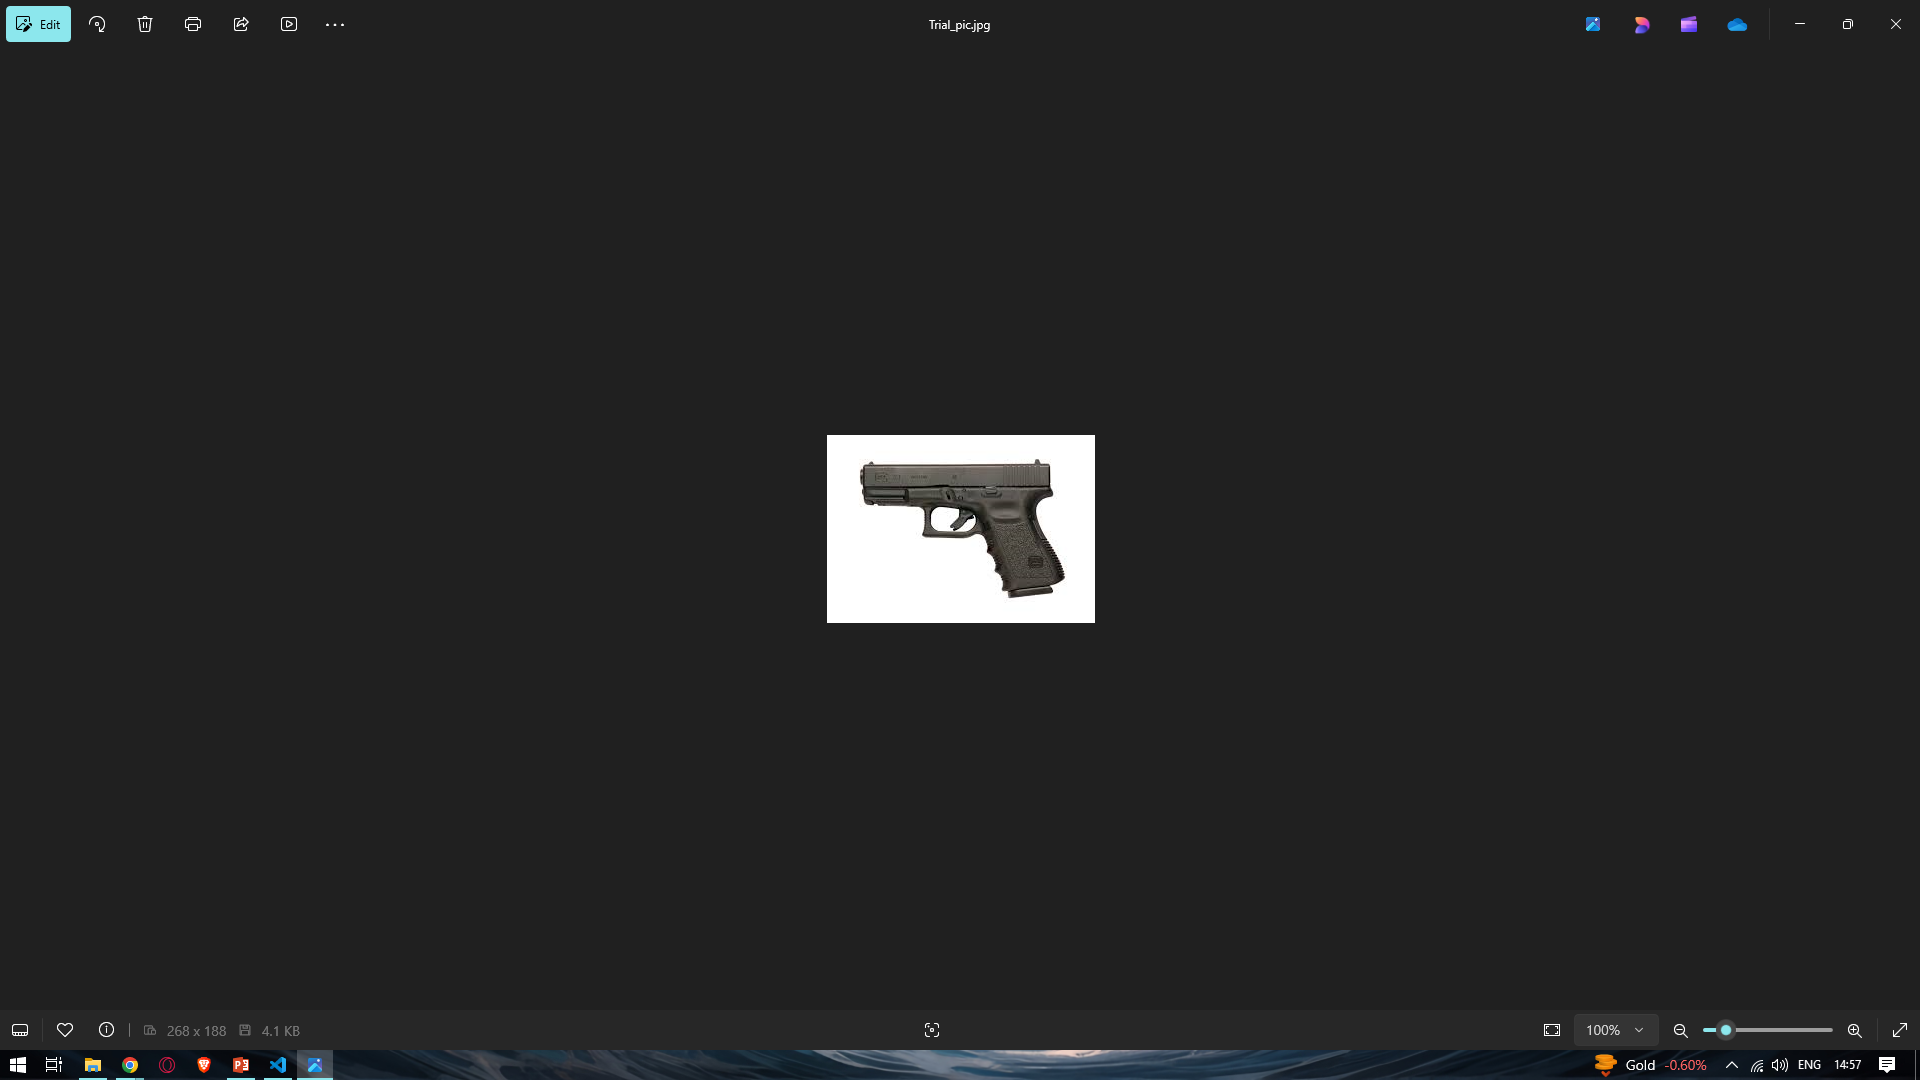 Edit
Trial_pic.jpg
268 x 188
4.1 KB
100%
Gold -0.60%
ENG
14:57